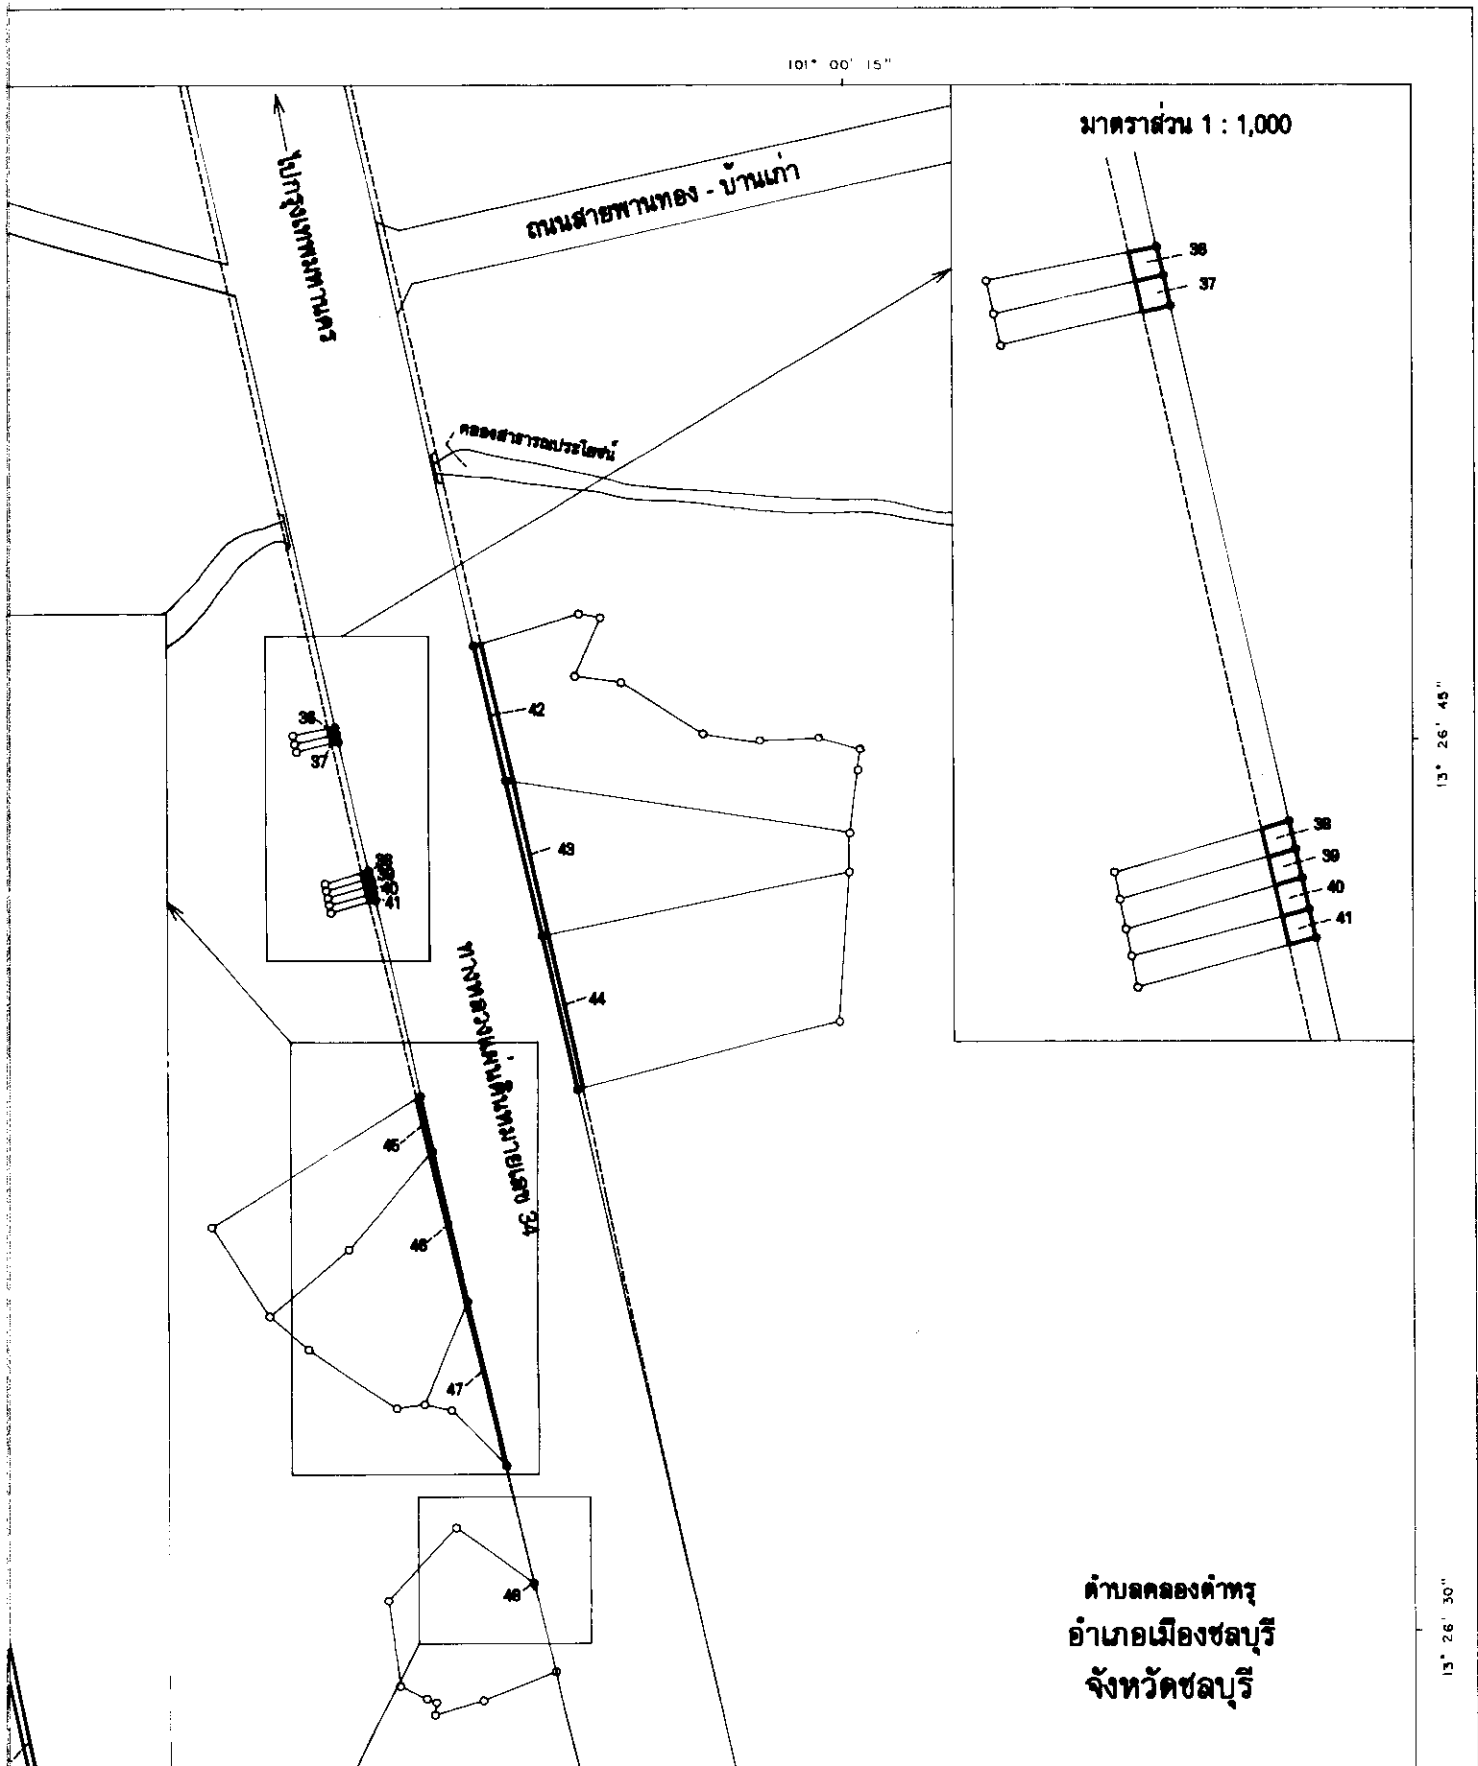 101° 00' 15"
มาตราส่วน 1 : 1,000
ไปกรุงเทพมหานคร
ถนนสายพานทอง - บ้านเก่า
36
37
คลองสาธารณประโยชน์
42
13° 26' 45"
36
37
43
38
39
40
41
38
39
40
41
44
ทางหลวงแผ่นดินหมายเลข 34
45
46
47
48
ตำบลคลองตำหรุ
อำเภอเมืองชลบุรี
จังหวัดชลบุรี
13° 26' 30"